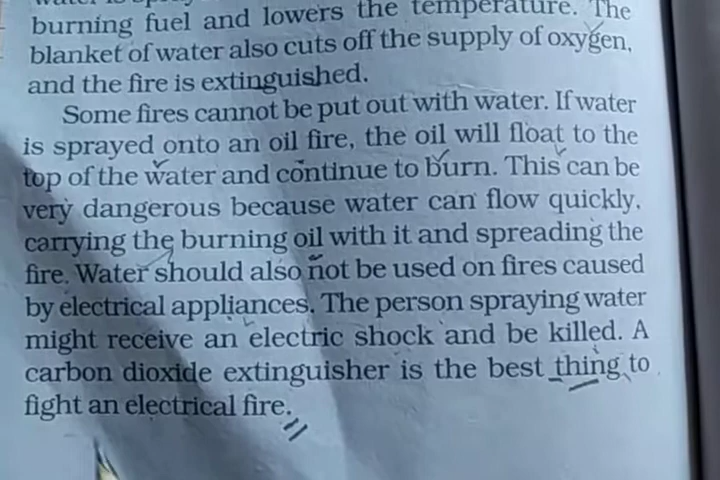 burning fuel and lowers the temperature. The
blanket of water also cuts off the supply of oxygen,
and the fire is extinguished.
Some fires cannot be put out with water. If water
is sprayed onto an oil fire, the oil will float to the
top of the water and continue to burn. This can be
very dangerous because water can flow quickly,
carrying the burning oil with it and spreading the
fire. Water should also not be used on fires caused
by electrical appliances. The person spraying water
might receive an electric shock and be killed. A
carbon dioxide extinguisher is the best thing to
fight an electrical fire.